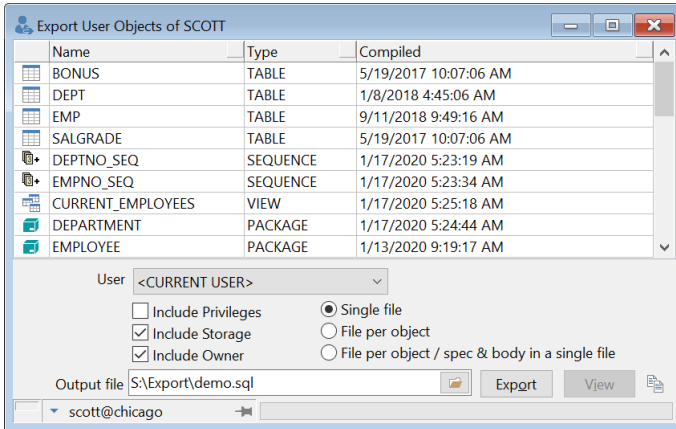 Export User Objects of SCOTT
Name Type Compiled
BONUS TABLE 5/19/2017 10:07:06 AM
DEPT TABLE 1/8/2018 4:45:06 AM
EMP TABLE 9/11/2018 9:49:16 AM
SALGRADE TABLE 5/19/2017 10:07:06 AM
DEPTNO_SEQ SEQUENCE 1/17/2020 5:23:19 AM
EMPNO_SEQ SEQUENCE 1/17/2020 5:23:34 AM
CURRENT_EMPLOYEES VIEW 1/17/2020 5:25:18 AM
DEPARTMENT PACKAGE 1/17/2020 5:24:44 AM
EMPLOYEE PACKAGE 1/13/2020 9:19:17 AM
User <CURRENT USER>
Include Privileges Single file
Include Storage File per object
Include Owner File per object / spec & body in a single file
Output file S:\Export\demo.sql Export View
scott@chicago